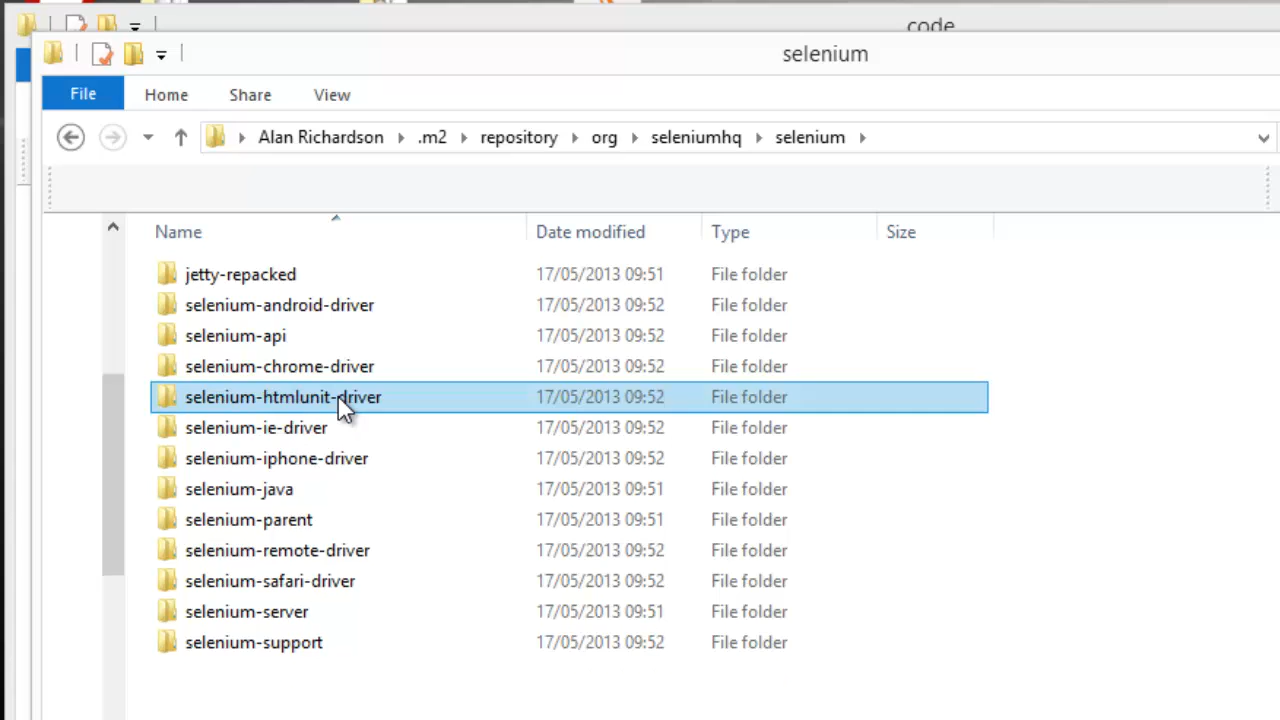 code
selenium
File Home Share View
Alan Richardson .m2 repository org seleniumhq selenium
Name Date modified Type Size
jetty-repacked 17/05/2013 09:51 File folder
selenium-android-driver 17/05/2013 09:52 File folder
selenium-api 17/05/2013 09:52 File folder
selenium-chrome-driver 17/05/2013 09:52 File folder
selenium-htmlunit-driver 17/05/2013 09:52 File folder
selenium-ie-driver 17/05/2013 09:52 File folder
selenium-iphone-driver 17/05/2013 09:52 File folder
selenium-java 17/05/2013 09:51 File folder
selenium-parent 17/05/2013 09:51 File folder
selenium-remote-driver 17/05/2013 09:52 File folder
selenium-safari-driver 17/05/2013 09:52 File folder
selenium-server 17/05/2013 09:51 File folder
selenium-support 17/05/2013 09:52 File folder